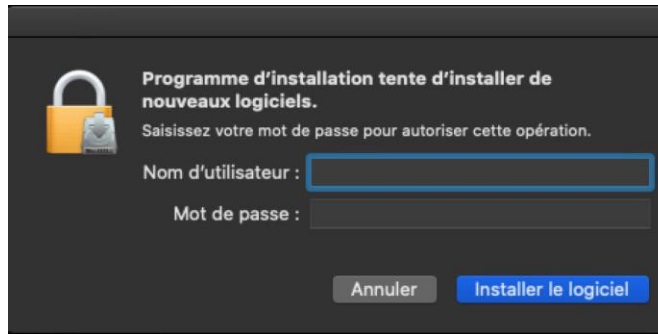 Programme d'installation tente d'installer de
nouveaux logiciels.
Saisissez votre mot de passe pour autoriser cette opération.
Nom d'utilisateur :
Mot de passe :
Annuler Installer le logiciel